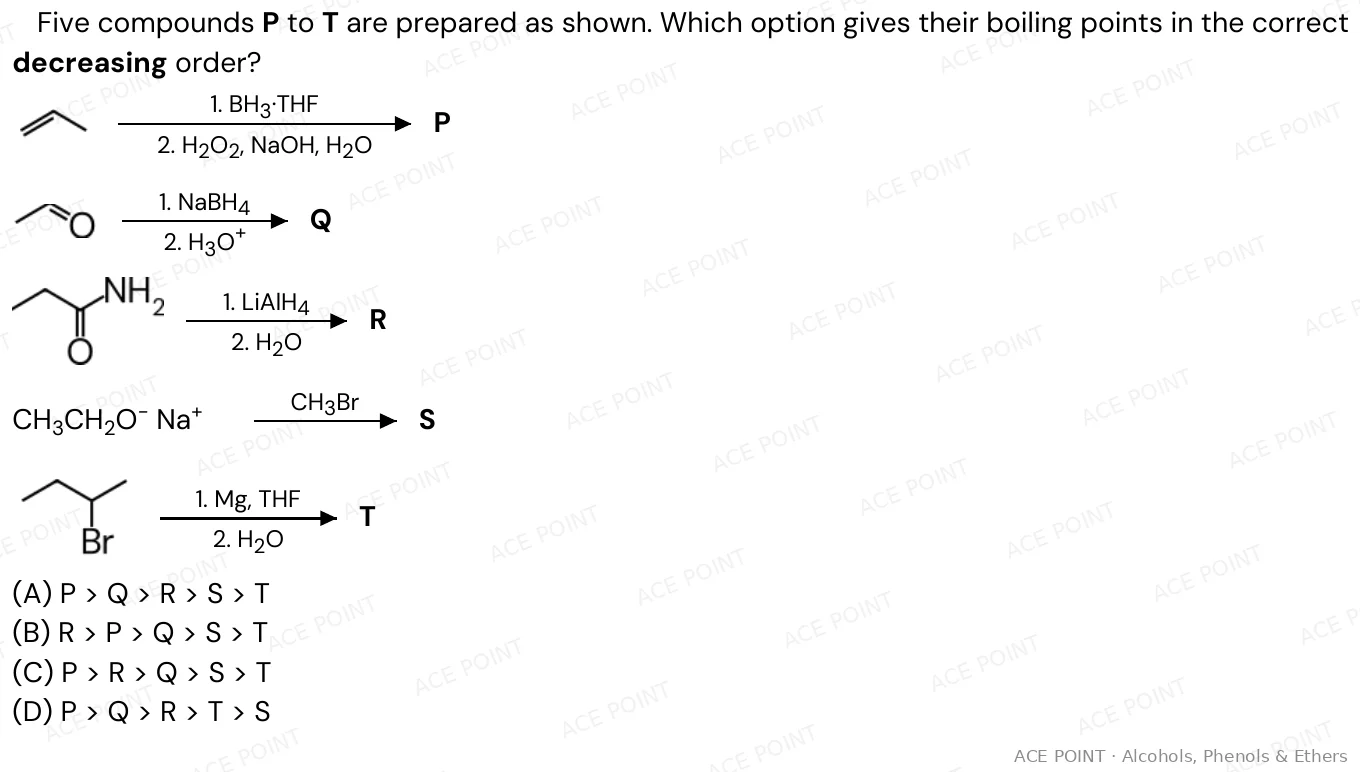 Five compounds P to T are prepared as shown. Which option gives their boiling points in the correct
decreasing order?
1. BH3·THF
P
2. H2O2, NaOH, H2O
1. NaBH4
O
Q
2. H3O+
NH2
1. LiAlH4
R
2. H2O
O
CH3Br
CH3CH2O− Na+
S
1. Mg, THF
T
Br
2. H2O
(A) P > Q > R > S > T
(B) R > P > Q > S > T
(C) P > R > Q > S > T
(D) P > Q > R > T > S
ACE POINT · Alcohols, Phenols & Ethers
ACE POINT